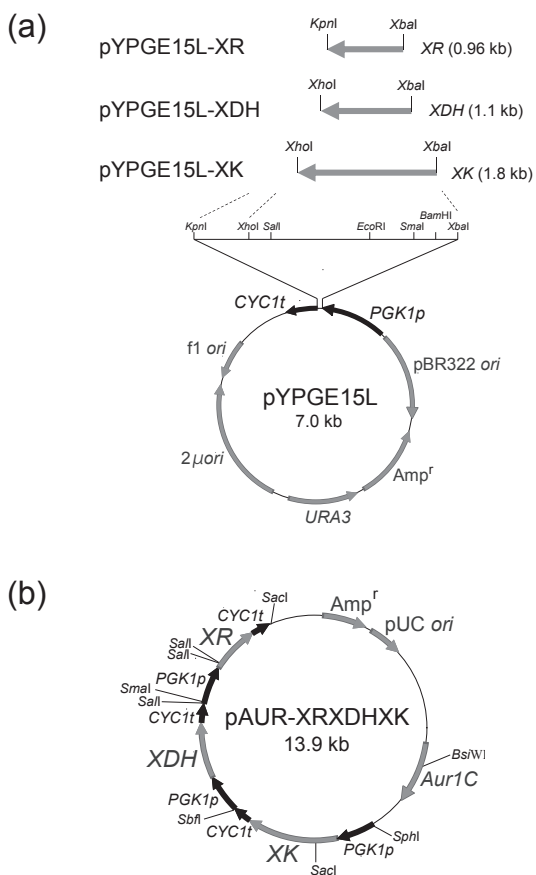 (a)
KpnI XbaI
pYPGE15L-XR XR (0.96 kb)
XhoI XbaI
pYPGE15L-XDH XDH (1.1 kb)
XhoI XbaI
pYPGE15L-XK XK (1.8 kb)
KpnI XhoI SalI EcoRI SmaI BamHI XbaI
CYC1t PGK1p
f1 ori pBR322 ori
pYPGE15L
7.0 kb
2μori Ampr
URA3
(b)
SacI
CYC1t Ampr
XR pUC ori
SalI
SalI
PGK1p
SmaI
SalI
CYC1t
pAUR-XRXDHXK
13.9 kb
XDH BsiWI
Aur1C
PGK1p
SbfI
CYC1t SphI
XK PGK1p
SacI